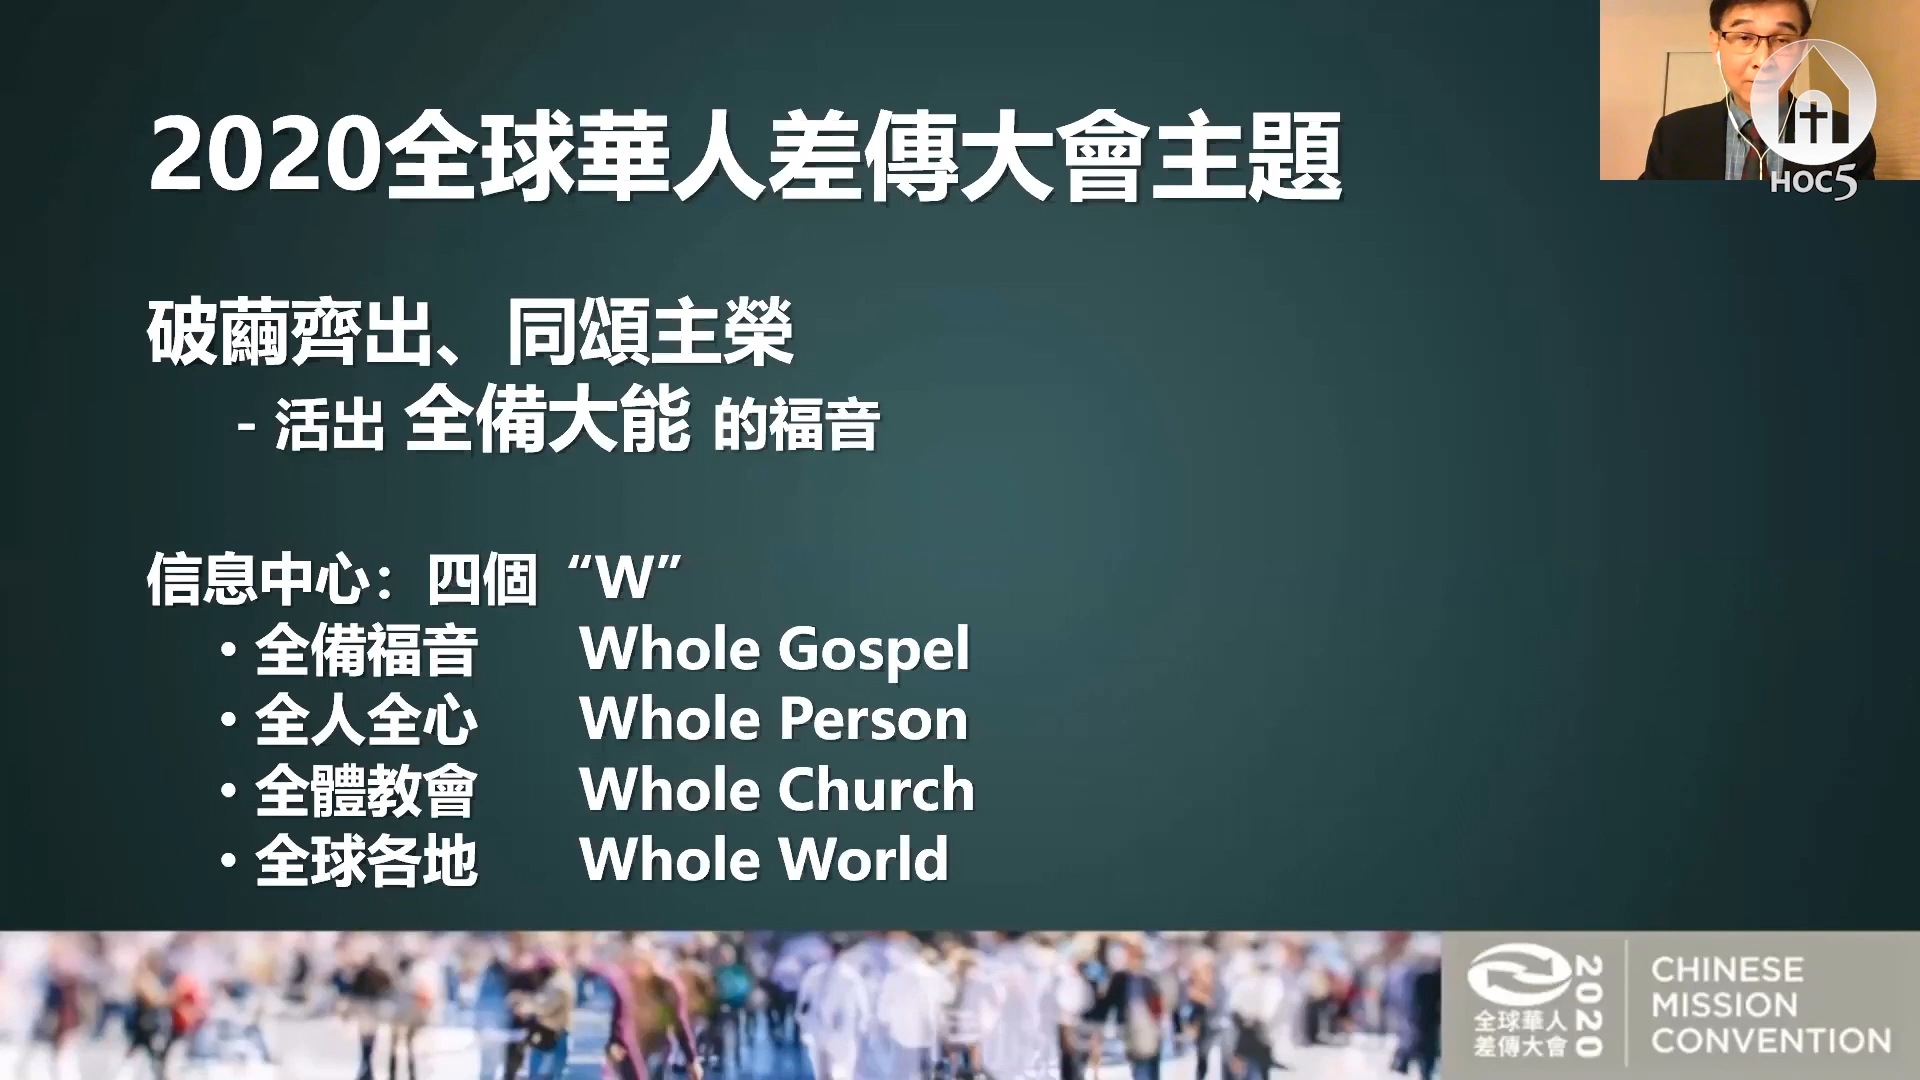 2020全球華人差傳大會主題
破繭齊出、同頌主榮
- 活出 全備大能 的福音
信息中心：四個 “W”
• 全備福音 Whole Gospel
• 全人全心 Whole Person
• 全體教會 Whole Church
• 全球各地 Whole World
HOC5
全球華人
差傳大會
2020
CHINESE
MISSION
CONVENTION